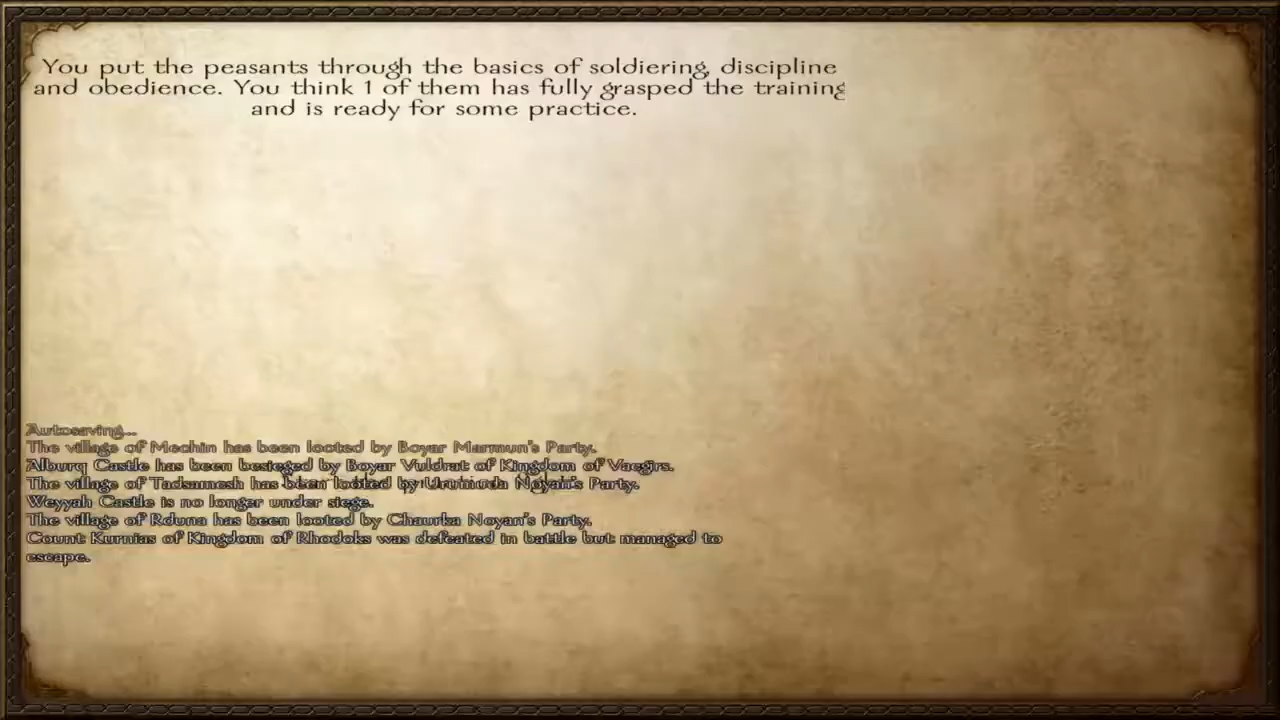 You put the peasants through the basics of soldiering, discipline
and obedience. You think 1 of them has fully grasped the training
and is ready for some practice.
Autosaving...
The village of Mechin has been looted by Boyar Marmun's Party.
Alburq Castle has been besieged by Boyar Vuldrat of Kingdom of Vaegirs.
The village of Tadsamesh has been looted by Urumuda Noyan's Party.
Weyyah Castle is no longer under siege.
The village of Rduna has been looted by Chaurka Noyan's Party.
Count Kurnias of Kingdom of Rhodoks was defeated in battle but managed to
escape.